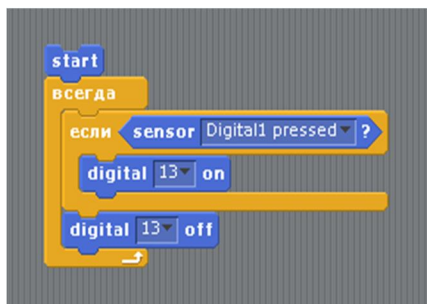 start
всегда
если sensor Digital1 pressed ?
digital 13 on
digital 13 off